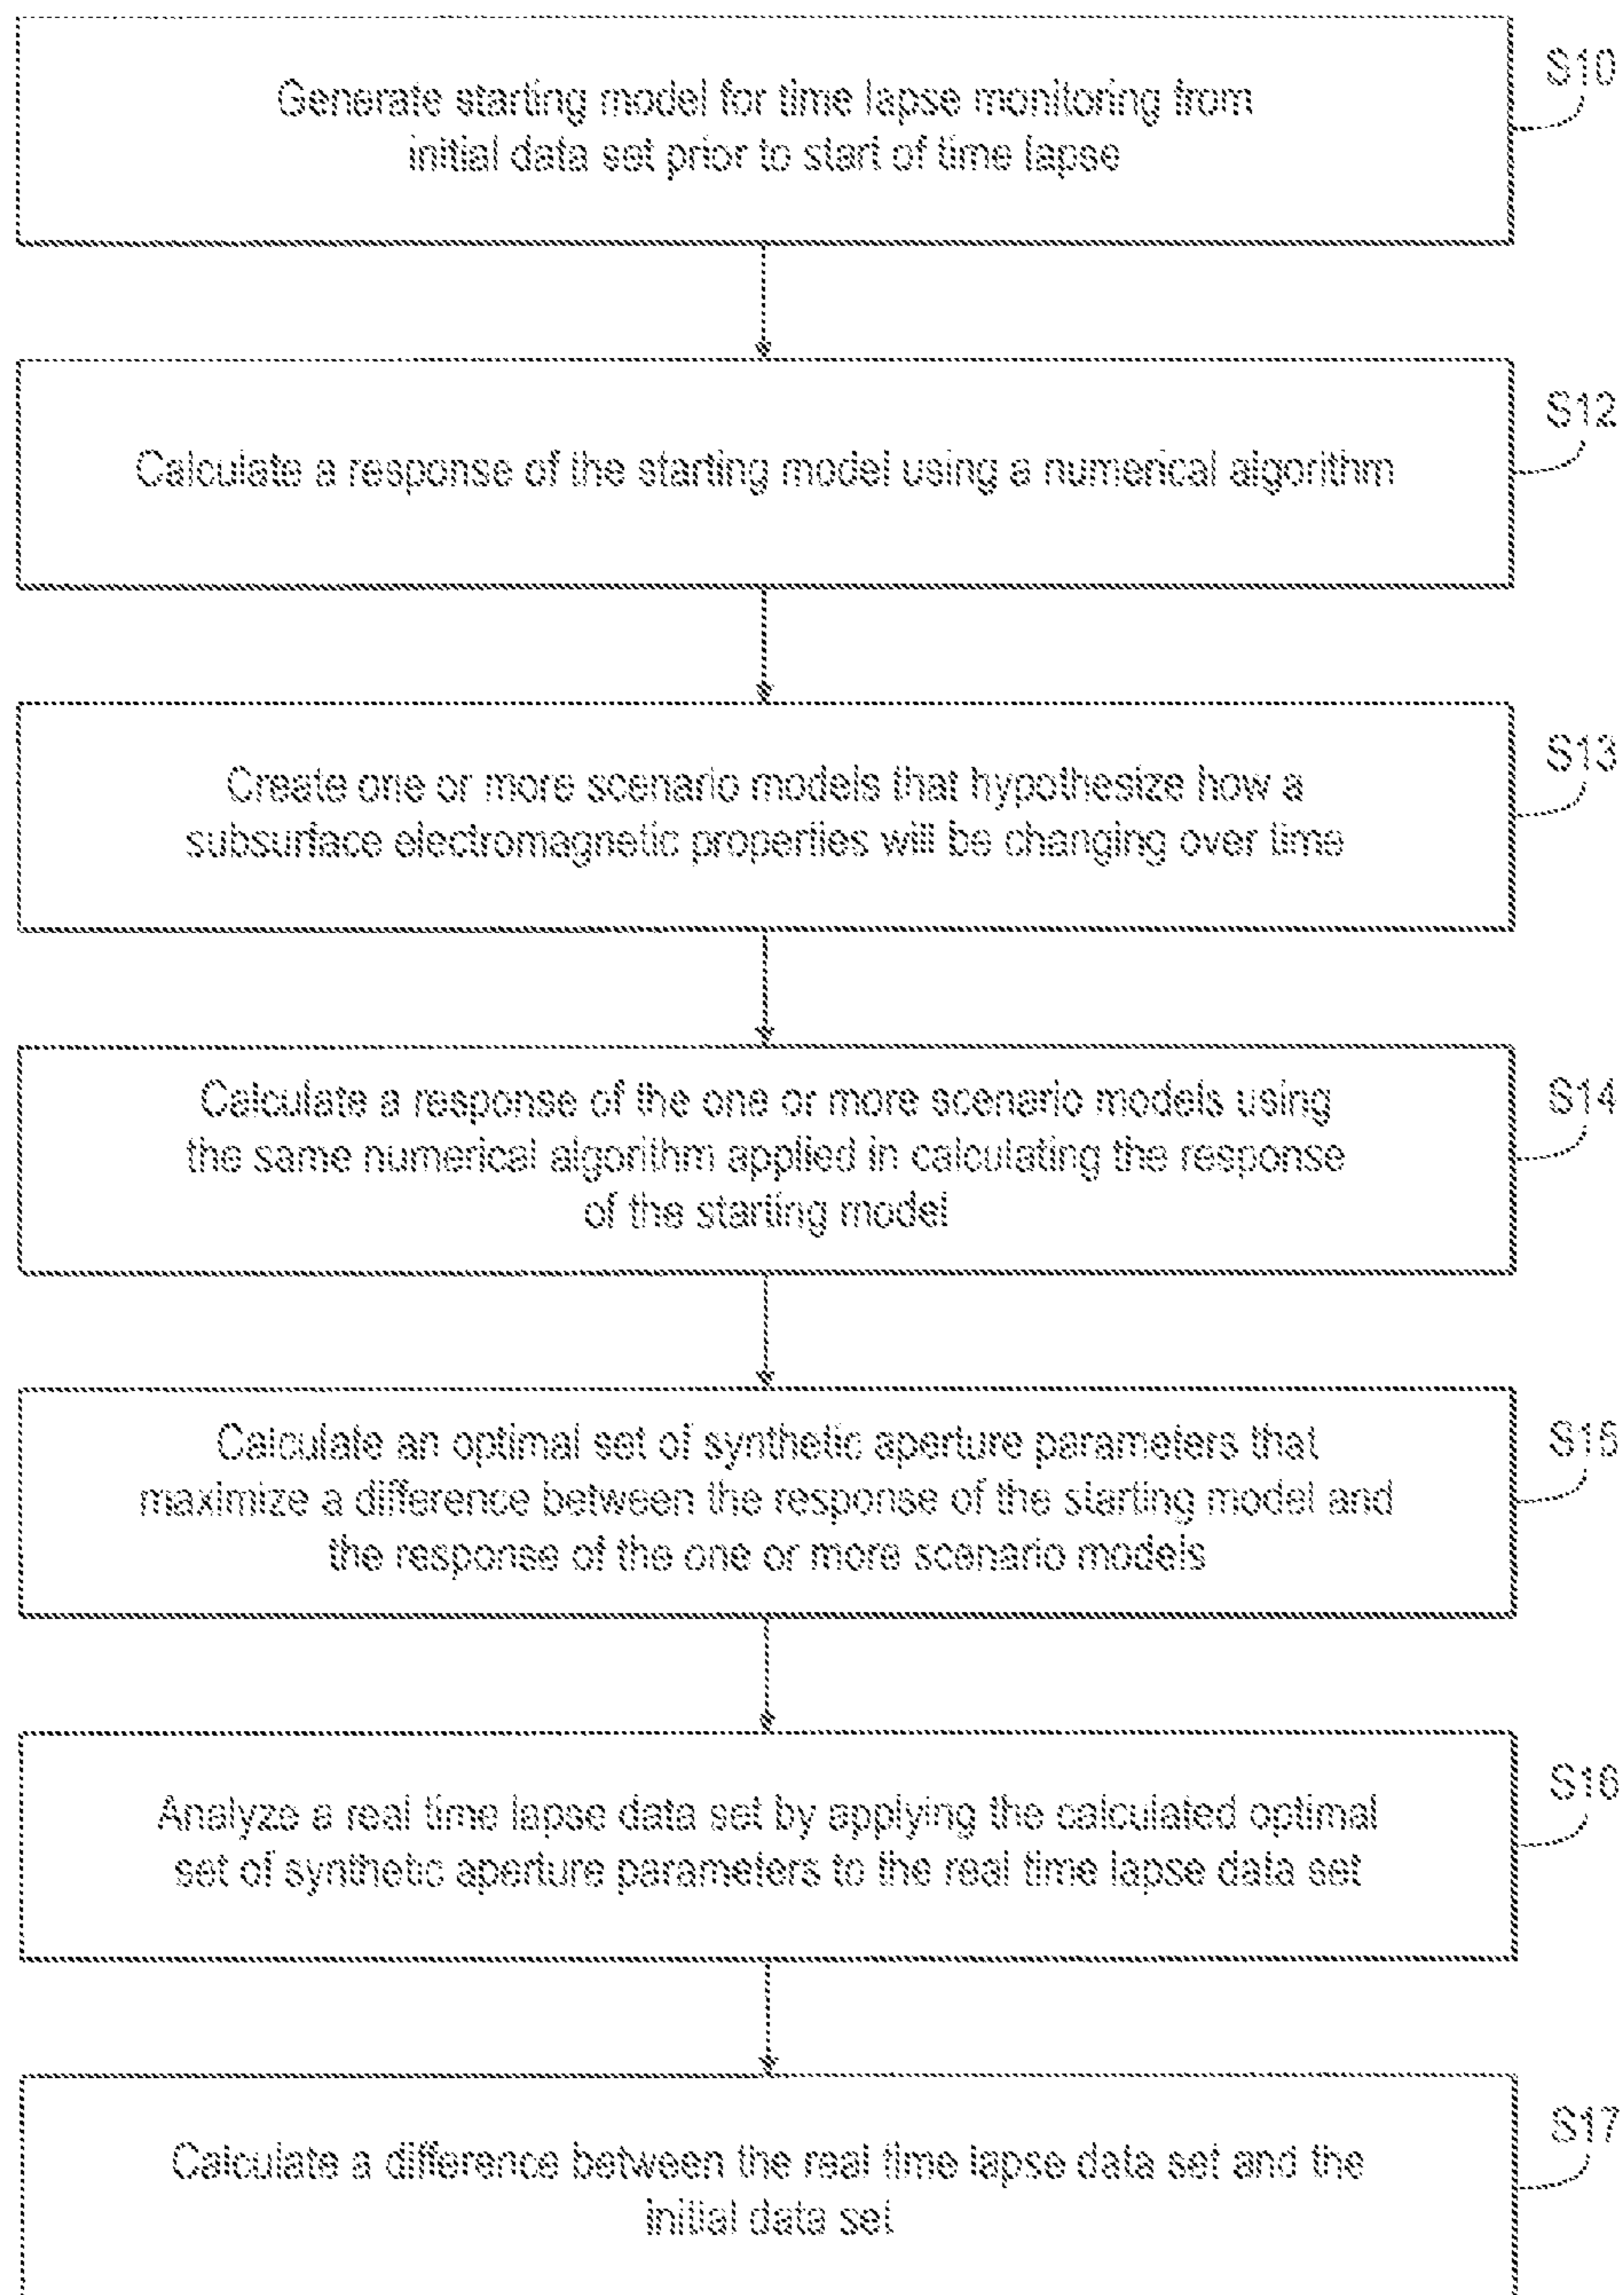 Generate starting model for time lapse monitoring from
initial data set prior to start of time lapse
S10
Calculate a response of the starting model using a numerical algorithm
S12
Create one or more scenario models that hypothesize how a
subsurface electromagnetic properties will be changing over time
S13
Calculate a response of the one or more scenario models using
the same numerical algorithm applied in calculating the response
of the starting model
S14
Calculate an optimal set of synthetic aperture parameters that
maximize a difference between the response of the starting model and
the response of the one or more scenario models
S15
Analyze a real time lapse data set by applying the calculated optimal
set of synthetic aperture parameters to the real time lapse data set
S16
Calculate a difference between the real time lapse data set and the
initial data set
S17